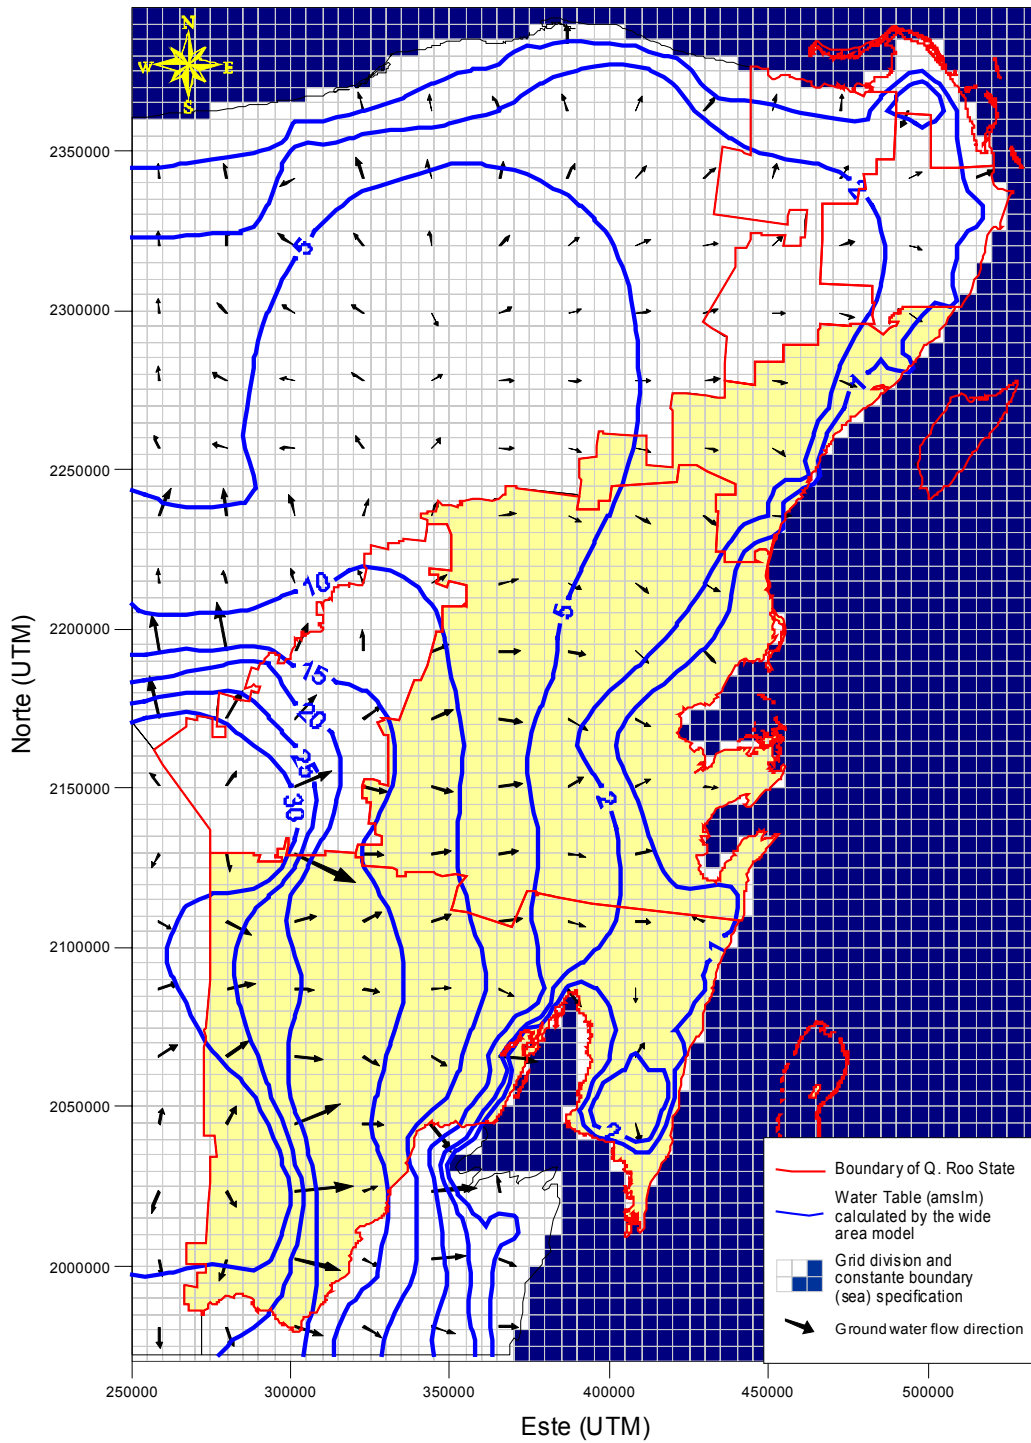 N
W E
S
2350000
2300000
2250000
2200000
2150000
2100000
2050000
2000000
Norte (UTM)
250000 300000 350000 400000 450000 500000
Este (UTM)
5
2
1
10
5
15
20
25
30
2
1
2
Boundary of Q. Roo State
Water Table (amslm)
calculated by the wide
area model
Grid division and
constante boundary
(sea) specification
Ground water flow direction